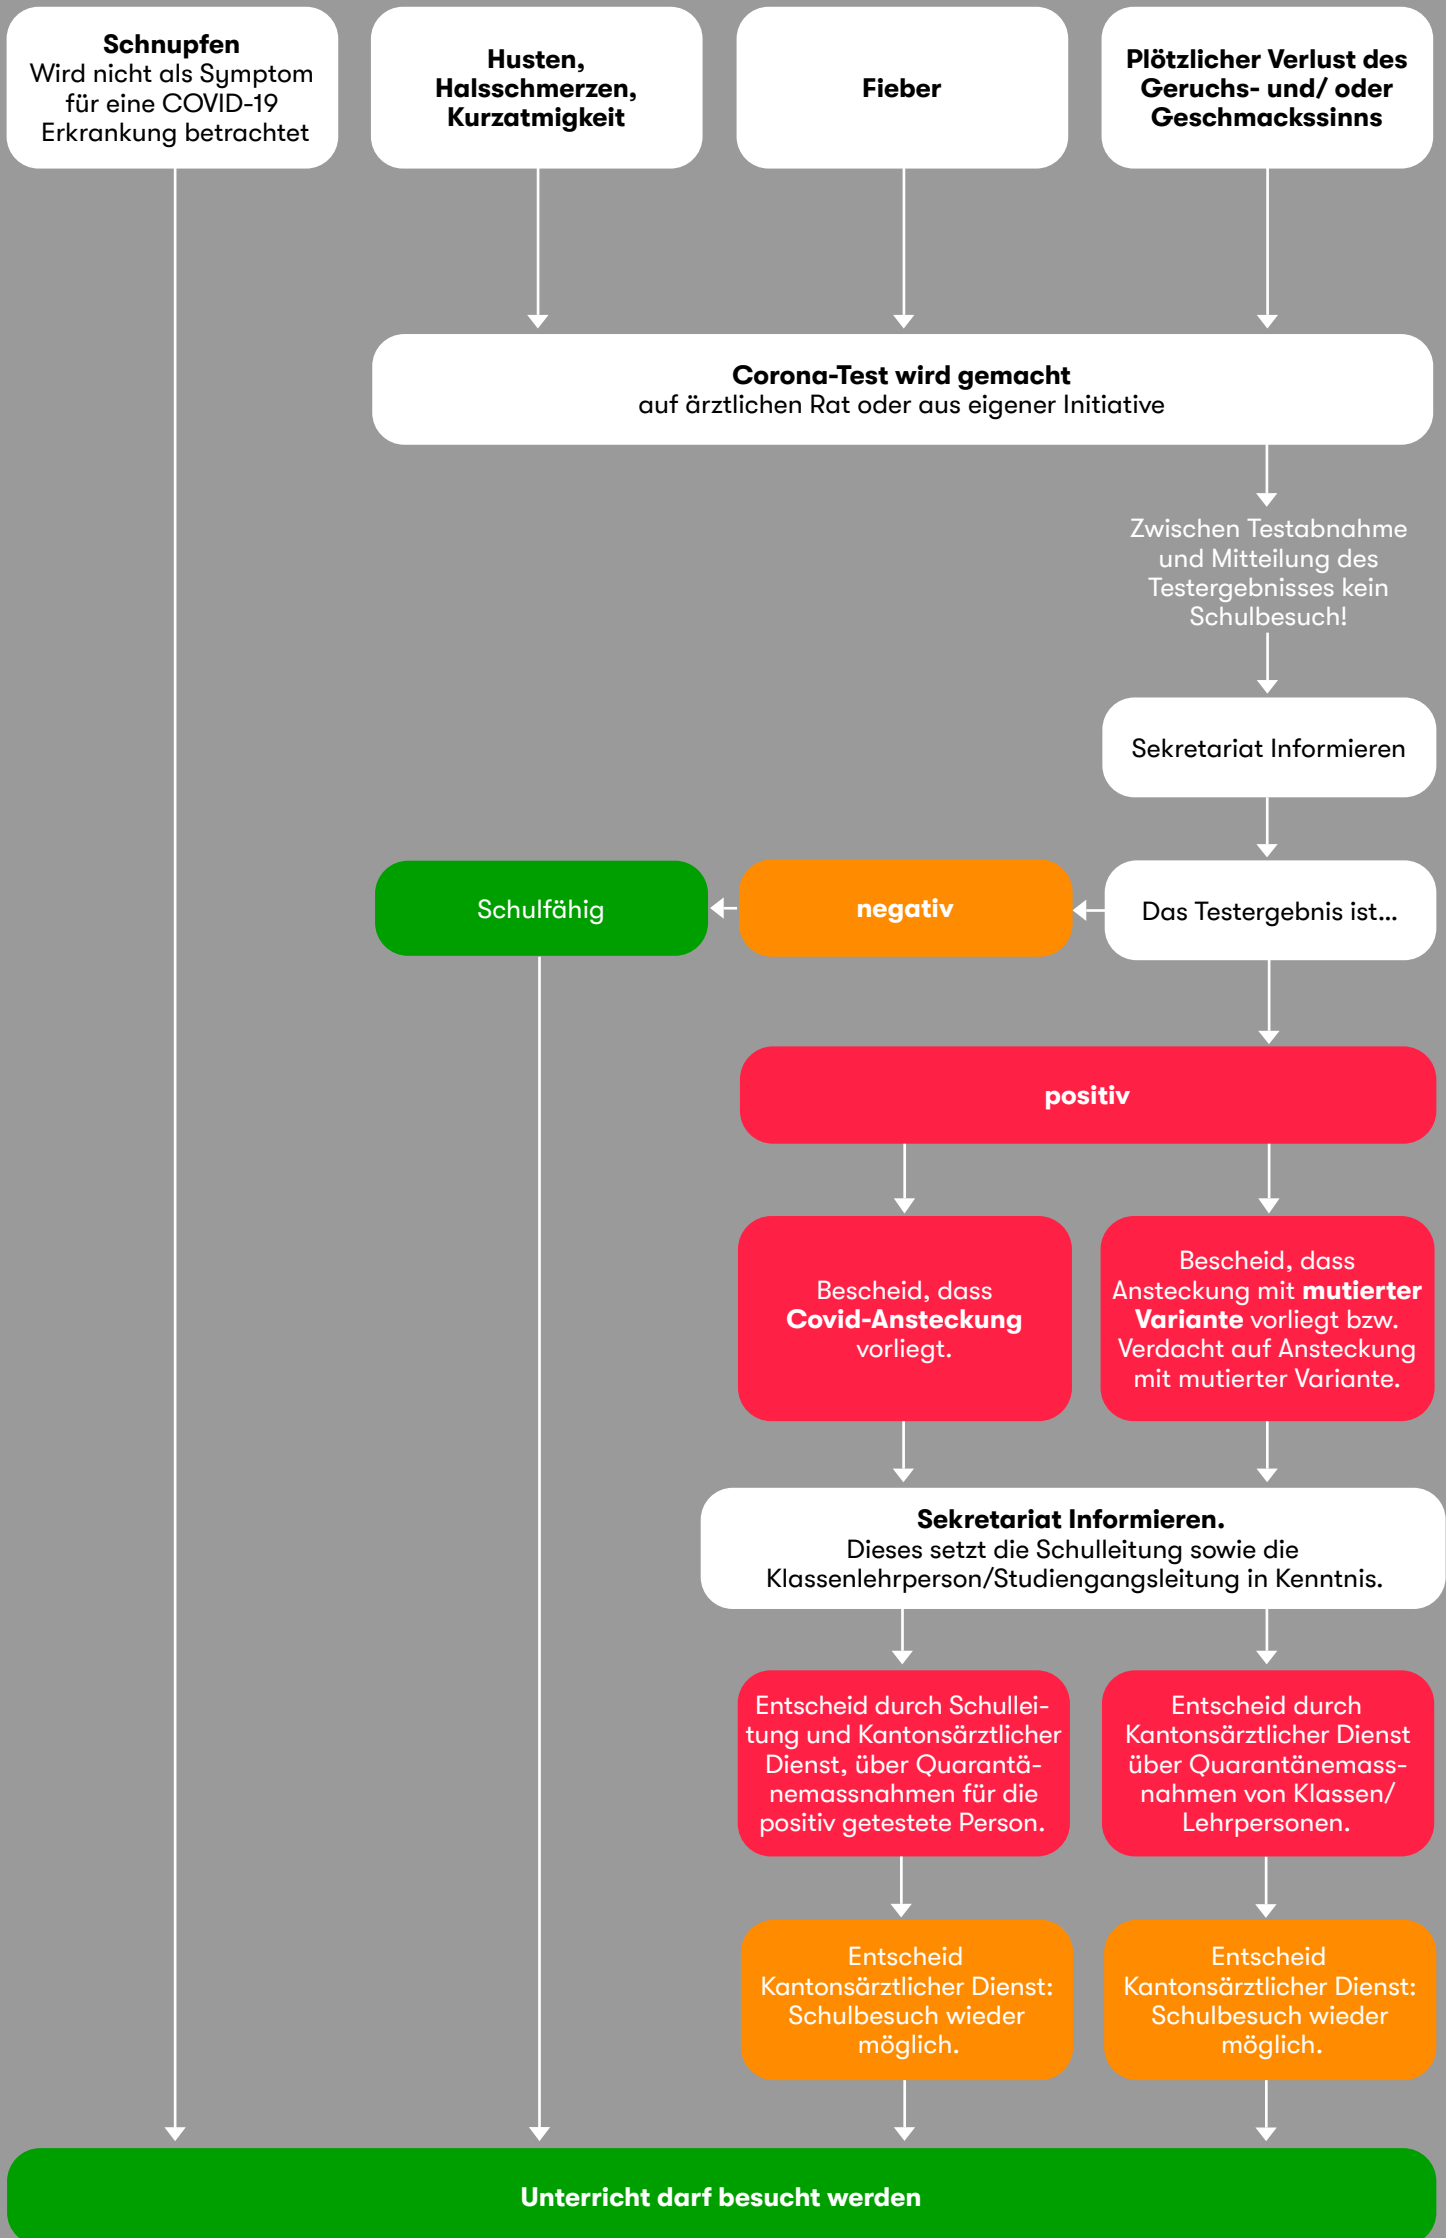 Schnupfen
Wird nicht als Symptom
für eine COVID-19
Erkrankung betrachtet
Husten,
Halsschmerzen,
Kurzatmigkeit
Fieber
Plötzlicher Verlust des
Geruchs- und/ oder
Geschmackssinns
Corona-Test wird gemacht
auf ärztlichen Rat oder aus eigener Initiative
Zwischen Testabnahme
und Mitteilung des
Testergebnisses kein
Schulbesuch!
Sekretariat Informieren
Schulfähig
negativ
Das Testergebnis ist...
positiv
Bescheid, dass
Covid-Ansteckung
vorliegt.
Bescheid, dass
Ansteckung mit mutierter
Variante vorliegt bzw.
Verdacht auf Ansteckung
mit mutierter Variante.
Sekretariat Informieren.
Dieses setzt die Schulleitung sowie die
Klassenlehrperson/Studiengangsleitung in Kenntnis.
Entscheid durch Schullei-
tung und Kantonsärztlicher
Dienst, über Quarantä-
nemassnahmen für die
positiv getestete Person.
Entscheid durch
Kantonsärztlicher Dienst
über Quarantänemass-
nahmen von Klassen/
Lehrpersonen.
Entscheid
Kantonsärztlicher Dienst:
Schulbesuch wieder
möglich.
Entscheid
Kantonsärztlicher Dienst:
Schulbesuch wieder
möglich.
Unterricht darf besucht werden